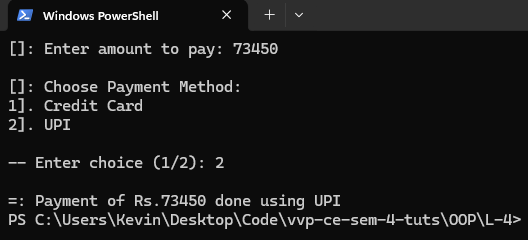 Windows PowerShell
[]: Enter amount to pay: 73450
[]: Choose Payment Method:
1]. Credit Card
2]. UPI
-- Enter choice (1/2): 2
=: Payment of Rs.73450 done using UPI
PS C:\Users\Kevin\Desktop\Code\vvp-ce-sem-4-tuts\OOP\L-4>